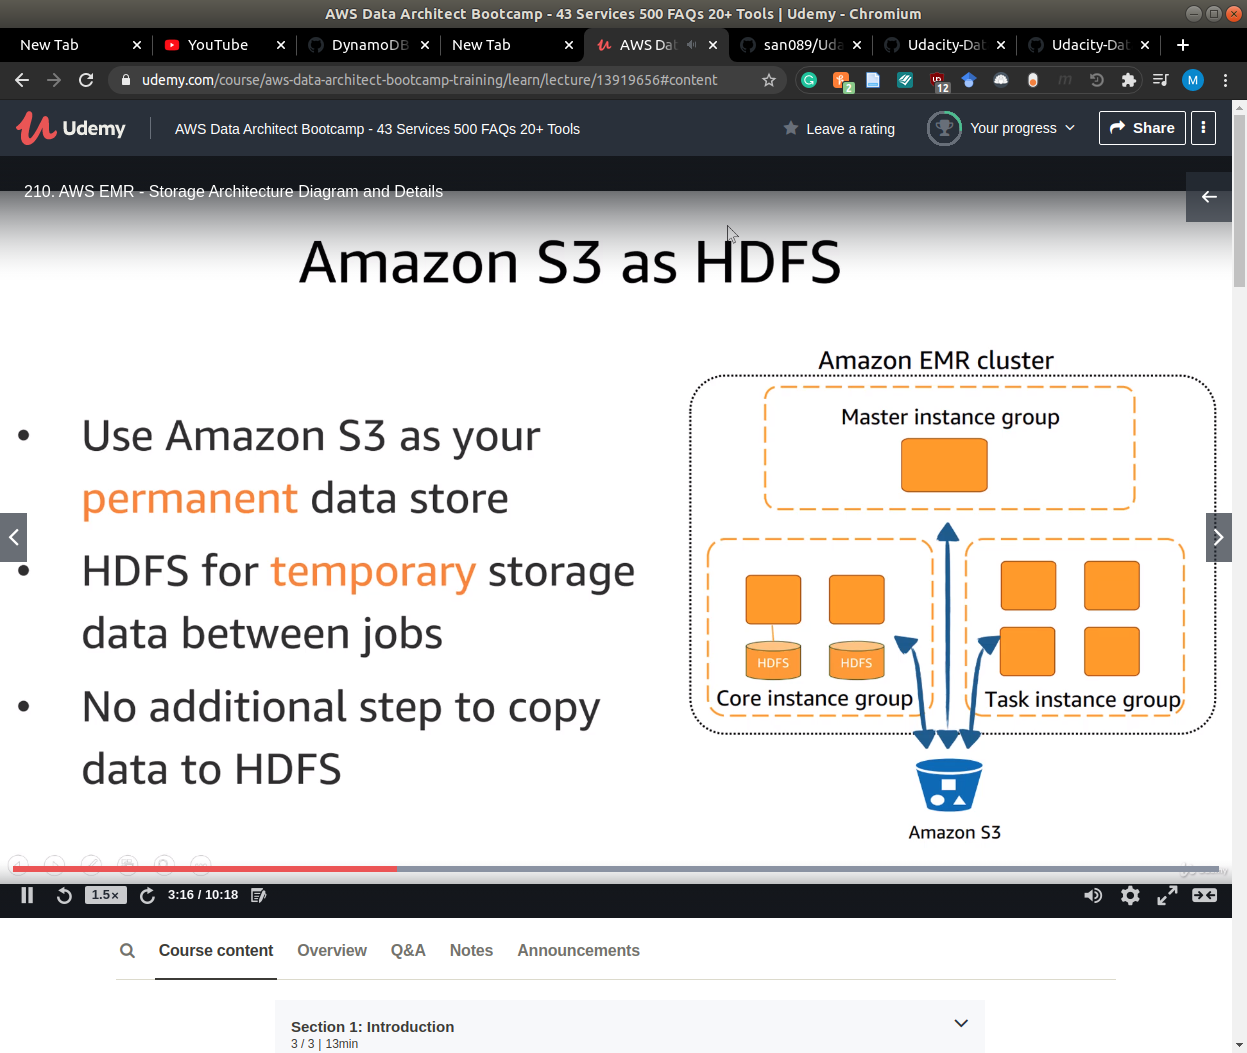 AWS Data Architect Bootcamp - 43 Services 500 FAQs 20+ Tools | Udemy - Chromium
New Tab
YouTube
DynamoDB
New Tab
AWS Dat
san089/Uda
Udacity-Dat
Udacity-Dat
udemy.com/course/aws-data-architect-bootcamp-training/learn/lecture/13919656#content
2
12
M
Udemy
AWS Data Architect Bootcamp - 43 Services 500 FAQs 20+ Tools
Leave a rating
Your progress
Share
210. AWS EMR - Storage Architecture Diagram and Details
Amazon S3 as HDFS
• Use Amazon S3 as your
permanent data store
• HDFS for temporary storage
data between jobs
• No additional step to copy
data to HDFS
Amazon EMR cluster
Master instance group
HDFS
HDFS
Core instance group
Task instance group
Amazon S3
1.5×
3:16 / 10:18
Course content
Overview
Q&A
Notes
Announcements
Section 1: Introduction
3 / 3 | 13min